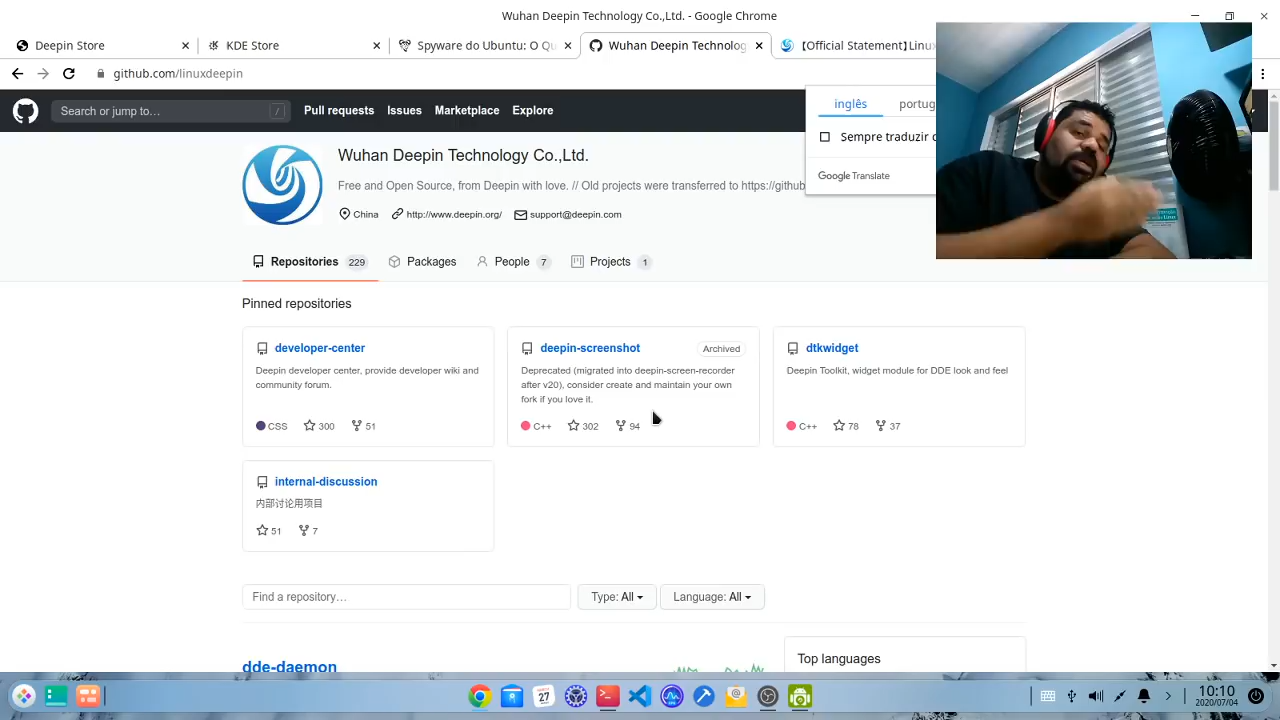 Wuhan Deepin Technology Co.,Ltd. - Google Chrome
Deepin Store
KDE Store
Spyware do Ubuntu: O Qu
Wuhan Deepin Technolog
【Official Statement】Linux
github.com/linuxdeepin
Search or jump to…
/
Pull requests
Issues
Marketplace
Explore
inglês
portug
Sempre traduzir
Google Translate
Wuhan Deepin Technology Co.,Ltd.
Free and Open Source, from Deepin with love. // Old projects were transferred to https://github
China
http://www.deepin.org/
support@deepin.com
Repositories 229
Packages
People 7
Projects 1
Pinned repositories
developer-center
Deepin developer center, provide developer wiki and
community forum.
CSS 300 51
deepin-screenshot
Archived
Deprecated (migrated into deepin-screen-recorder
after v20), consider create and maintain your own
fork if you love it.
C++ 302 94
dtkwidget
Deepin Toolkit, widget module for DDE look and feel
C++ 78 37
internal-discussion
内部讨论用项目
51 7
Find a repository…
Type: All
Language: All
dde-daemon
Top languages
27
10:10
2020/07/04